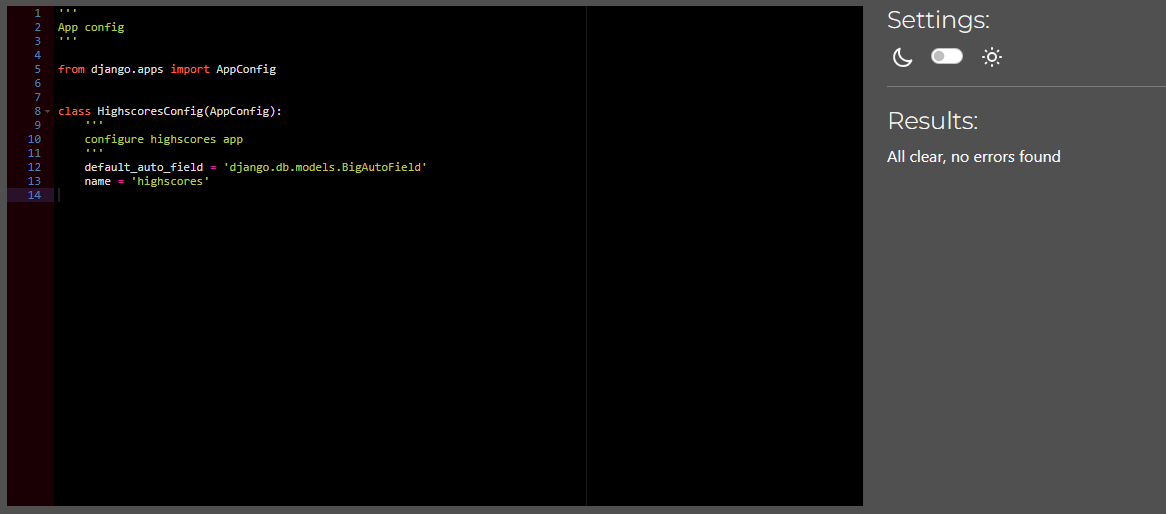 1 '''
2 App config
3 '''
4
5 from django.apps import AppConfig
6
7
8 class HighscoresConfig(AppConfig):
9     '''
10     configure highscores app
11     '''
12     default_auto_field = 'django.db.models.BigAutoField'
13     name = 'highscores'
14
Settings:
Results:
All clear, no errors found